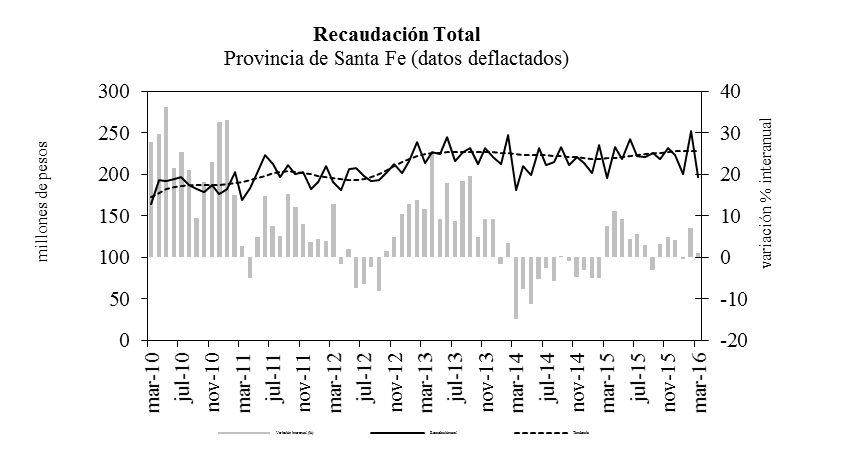 Recaudación Total
Provincia de Santa Fe (datos deflactados)
millones de pesos
300
250
200
150
100
50
0
40
30
20
10
0
-10
-20
variación % interanual
mar-10
jul-10
nov-10
mar-11
jul-11
nov-11
mar-12
jul-12
nov-12
mar-13
jul-13
nov-13
mar-14
jul-14
nov-14
mar-15
jul-15
nov-15
mar-16
Variación interanual (%)
Tendencia